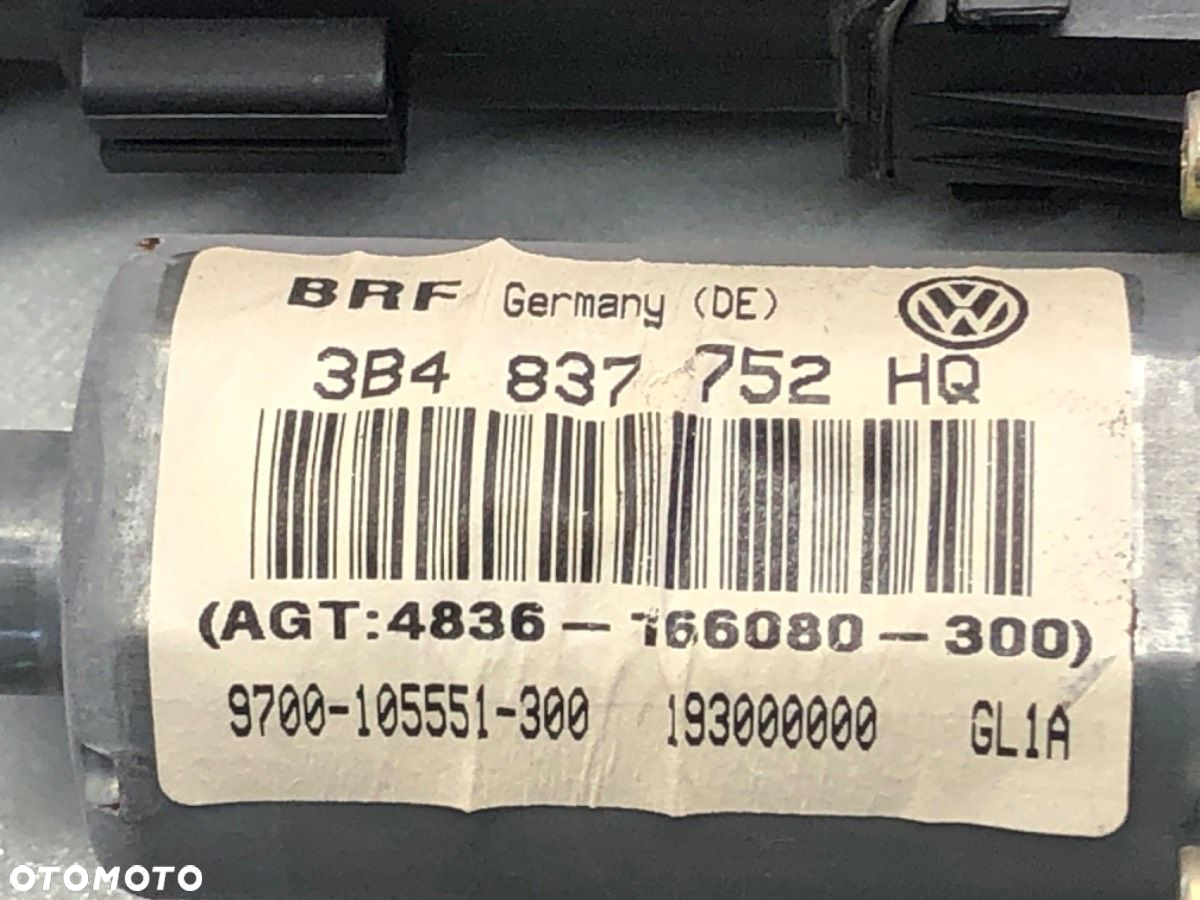 BRF Germany (DE)
3B4 837 752 HQ
(AGT:4836-166080-300)
9700-105551-300 193000000 GL1A
OTOMOTO